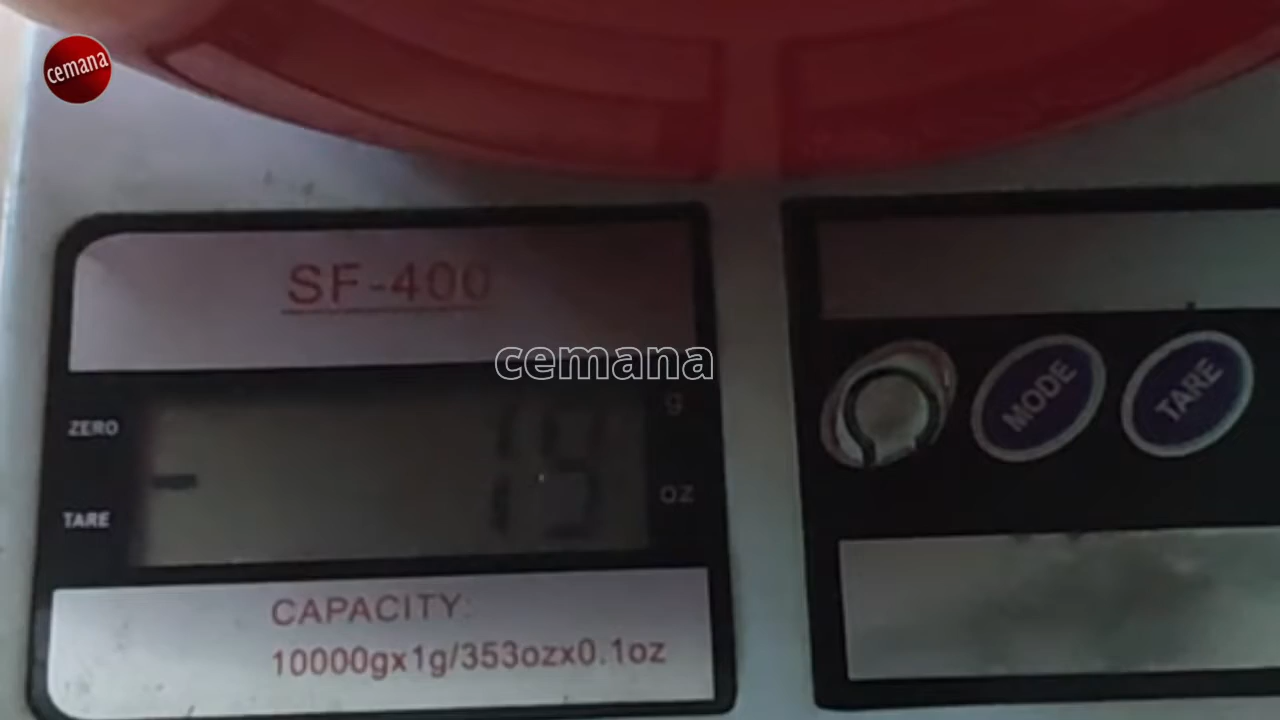 cemana
SF-400
cemana
g
ZERO
oz
TARE
MODE
TARE
CAPACITY:
10000gx1g/353ozx0.1oz